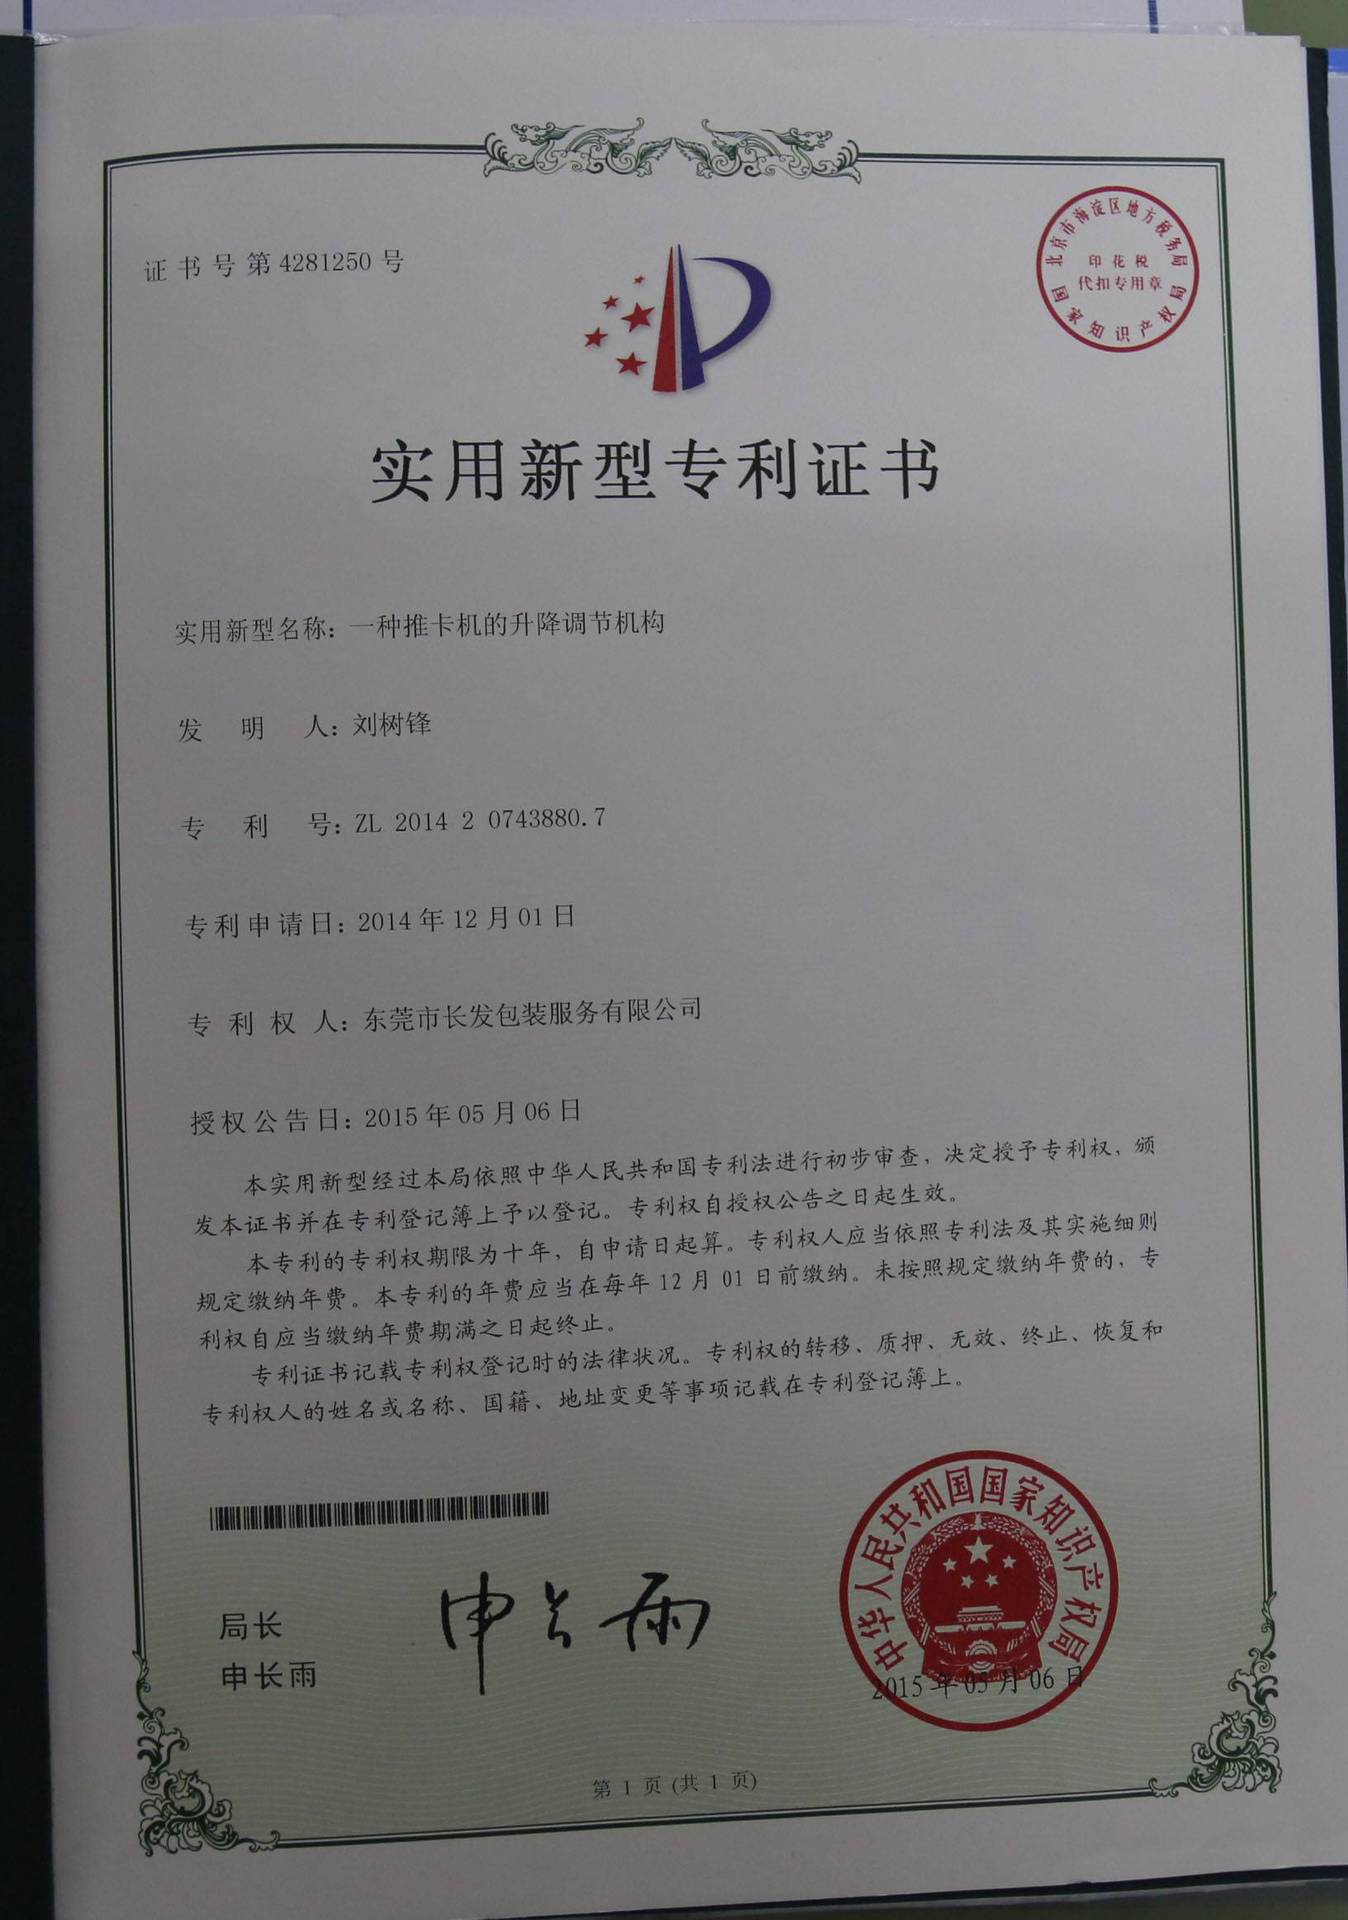 证书号第4281250号
北京市海淀区地方税务局
印花税
代扣专用章
国家知识产权局
实用新型专利证书
实用新型名称：一种推卡机的升降调节机构
发明人：刘树锋
专利号：ZL 2014 2 0743880.7
专利申请日：2014年12月01日
专利权人：东莞市长发包装服务有限公司
授权公告日：2015年05月06日
本实用新型经过本局依照中华人民共和国专利法进行初步审查，决定授予专利权，颁
发本证书并在专利登记簿上予以登记。专利权自授权公告之日起生效。
本专利的专利权期限为十年，自申请日起算。专利权人应当依照专利法及其实施细则
规定缴纳年费。本专利的年费应当在每年12月01日前缴纳。未按照规定缴纳年费的，专
利权自应当缴纳年费期满之日起终止。
专利证书记载专利权登记时的法律状况。专利权的转移、质押、无效、终止、恢复和
专利权人的姓名或名称、国籍、地址变更等事项记载在专利登记簿上。
局长
申长雨
申长雨
中华人民共和国国家知识产权局
2015年05月06日
第1页(共1页)